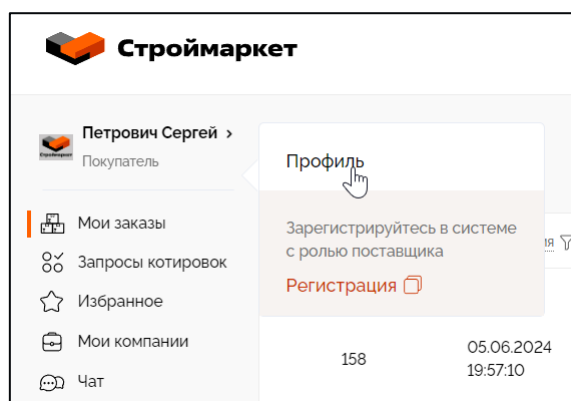 Строймаркет
Петрович Сергей >
Покупатель
Профиль
Мои заказы
Запросы котировок
Избранное
Мои компании
Чат
Зарегистрируйтесь в системе
с ролью поставщика
Регистрация
158
05.06.2024
19:57:10